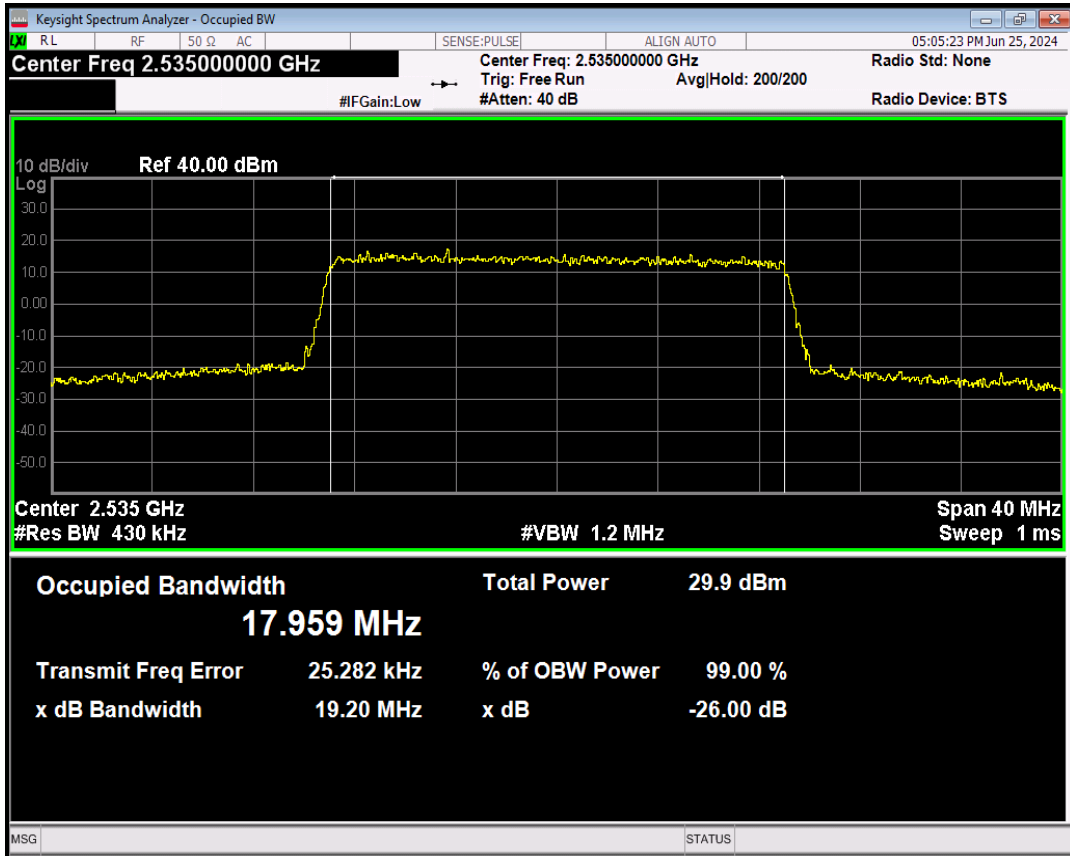 Keysight Spectrum Analyzer - Occupied BW
LXI RL RF 50 Ω AC SENSE:PULSE ALIGN AUTO 05:05:23 PM Jun 25, 2024
Center Freq 2.535000000 GHz Center Freq: 2.535000000 GHz Radio Std: None
Trig: Free Run Avg|Hold: 200/200
#IFGain:Low #Atten: 40 dB Radio Device: BTS
10 dB/div Ref 40.00 dBm
Log
30.0
20.0
10.0
0.00
-10.0
-20.0
-30.0
-40.0
-50.0
Center 2.535 GHz Span 40 MHz
#Res BW 430 kHz #VBW 1.2 MHz Sweep 1 ms
Occupied Bandwidth Total Power 29.9 dBm
17.959 MHz
Transmit Freq Error 25.282 kHz % of OBW Power 99.00 %
x dB Bandwidth 19.20 MHz x dB -26.00 dB
MSG STATUS